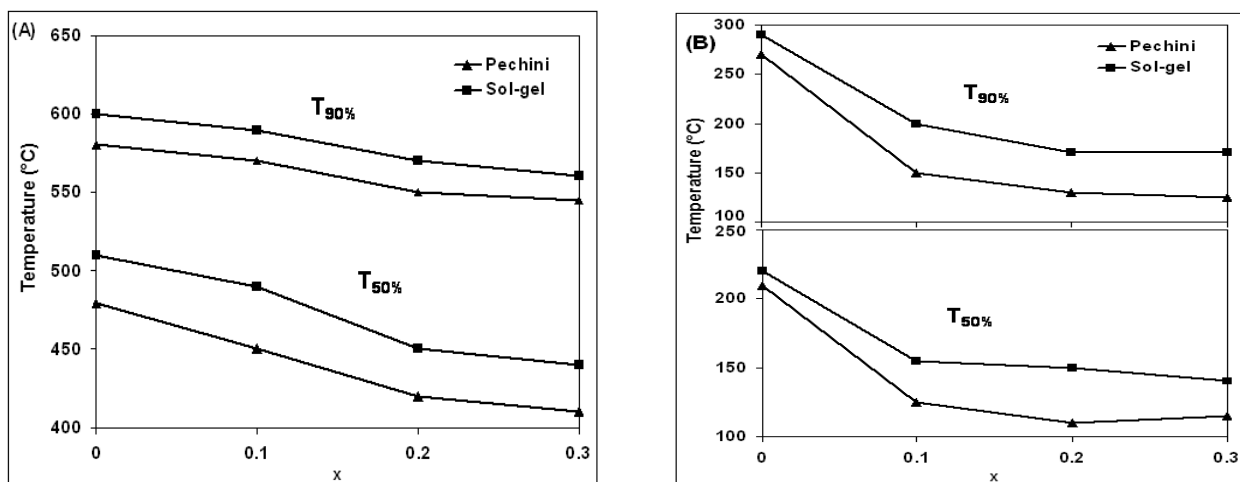 (A)
650
600
550
500
450
400
Temperature (°C)
Pechini
Sol-gel
T90%
T50%
0 0.1 0.2 0.3
x
(B)
300
250
200
150
100
Temperature (°C)
Pechini
Sol-gel
T90%
250
200
150
100
T50%
0 0.1 0.2 0.3
x